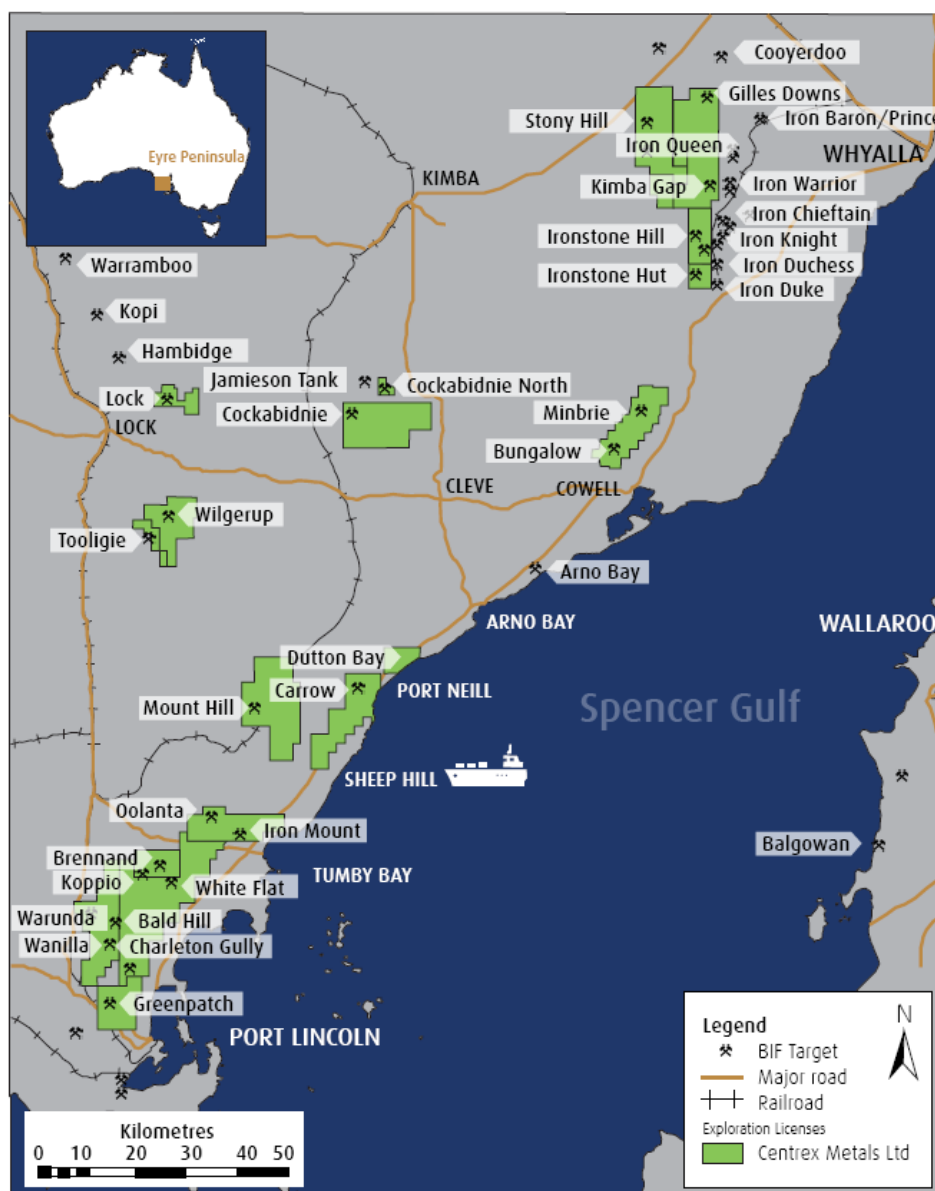 Cooyerdoo
Gilles Downs
Stony Hill
Iron Baron/Prince
Iron Queen
WHYALLA
Eyre Peninsula
KIMBA
Kimba Gap
Iron Warrior
Iron Chieftain
Ironstone Hill
Iron Knight
Warramboo
Ironstone Hut
Iron Duchess
Iron Duke
Kopi
Hambidge
Jamieson Tank
Cockabidnie North
Lock
Cockabidnie
Minbrie
LOCK
Bungalow
CLEVE
COWELL
Wilgerup
Tooligie
Arno Bay
ARNO BAY
WALLAROO
Dutton Bay
Carrow
PORT NEILL
Mount Hill
Spencer Gulf
SHEEP HILL
Oolanta
Iron Mount
Balgowan
Brennand
Koppio
White Flat
TUMBY BAY
Warunda
Bald Hill
Wanilla
Charleton Gully
Greenpatch
PORT LINCOLN
N
Legend
BIF Target
Major road
Railroad
Exploration Licenses
Centrex Metals Ltd
Kilometres
0 10 20 30 40 50